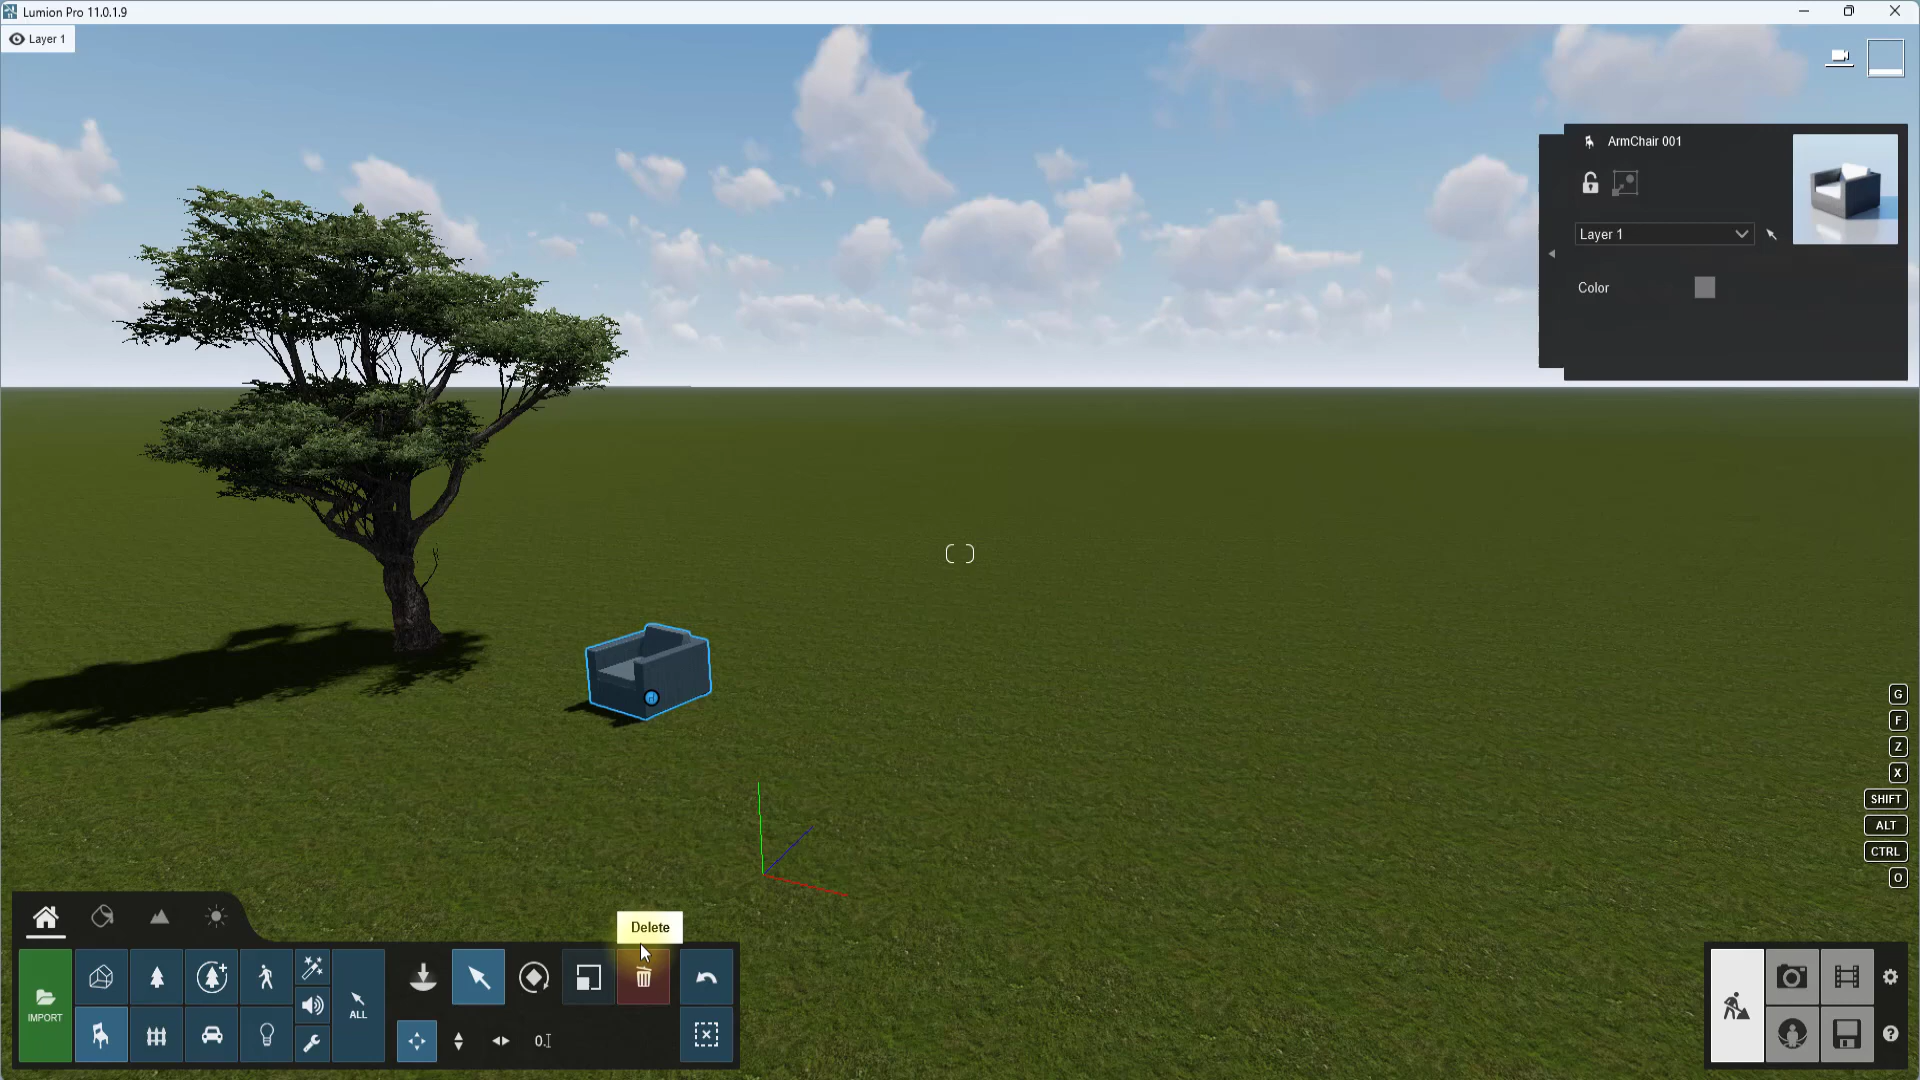 Lumion Pro 11.0.1.9
Layer 1
ArmChair 001
Layer 1
Color
G
F
Z
X
SHIFT
ALT
CTRL
O
Delete
IMPORT
ALL
0.